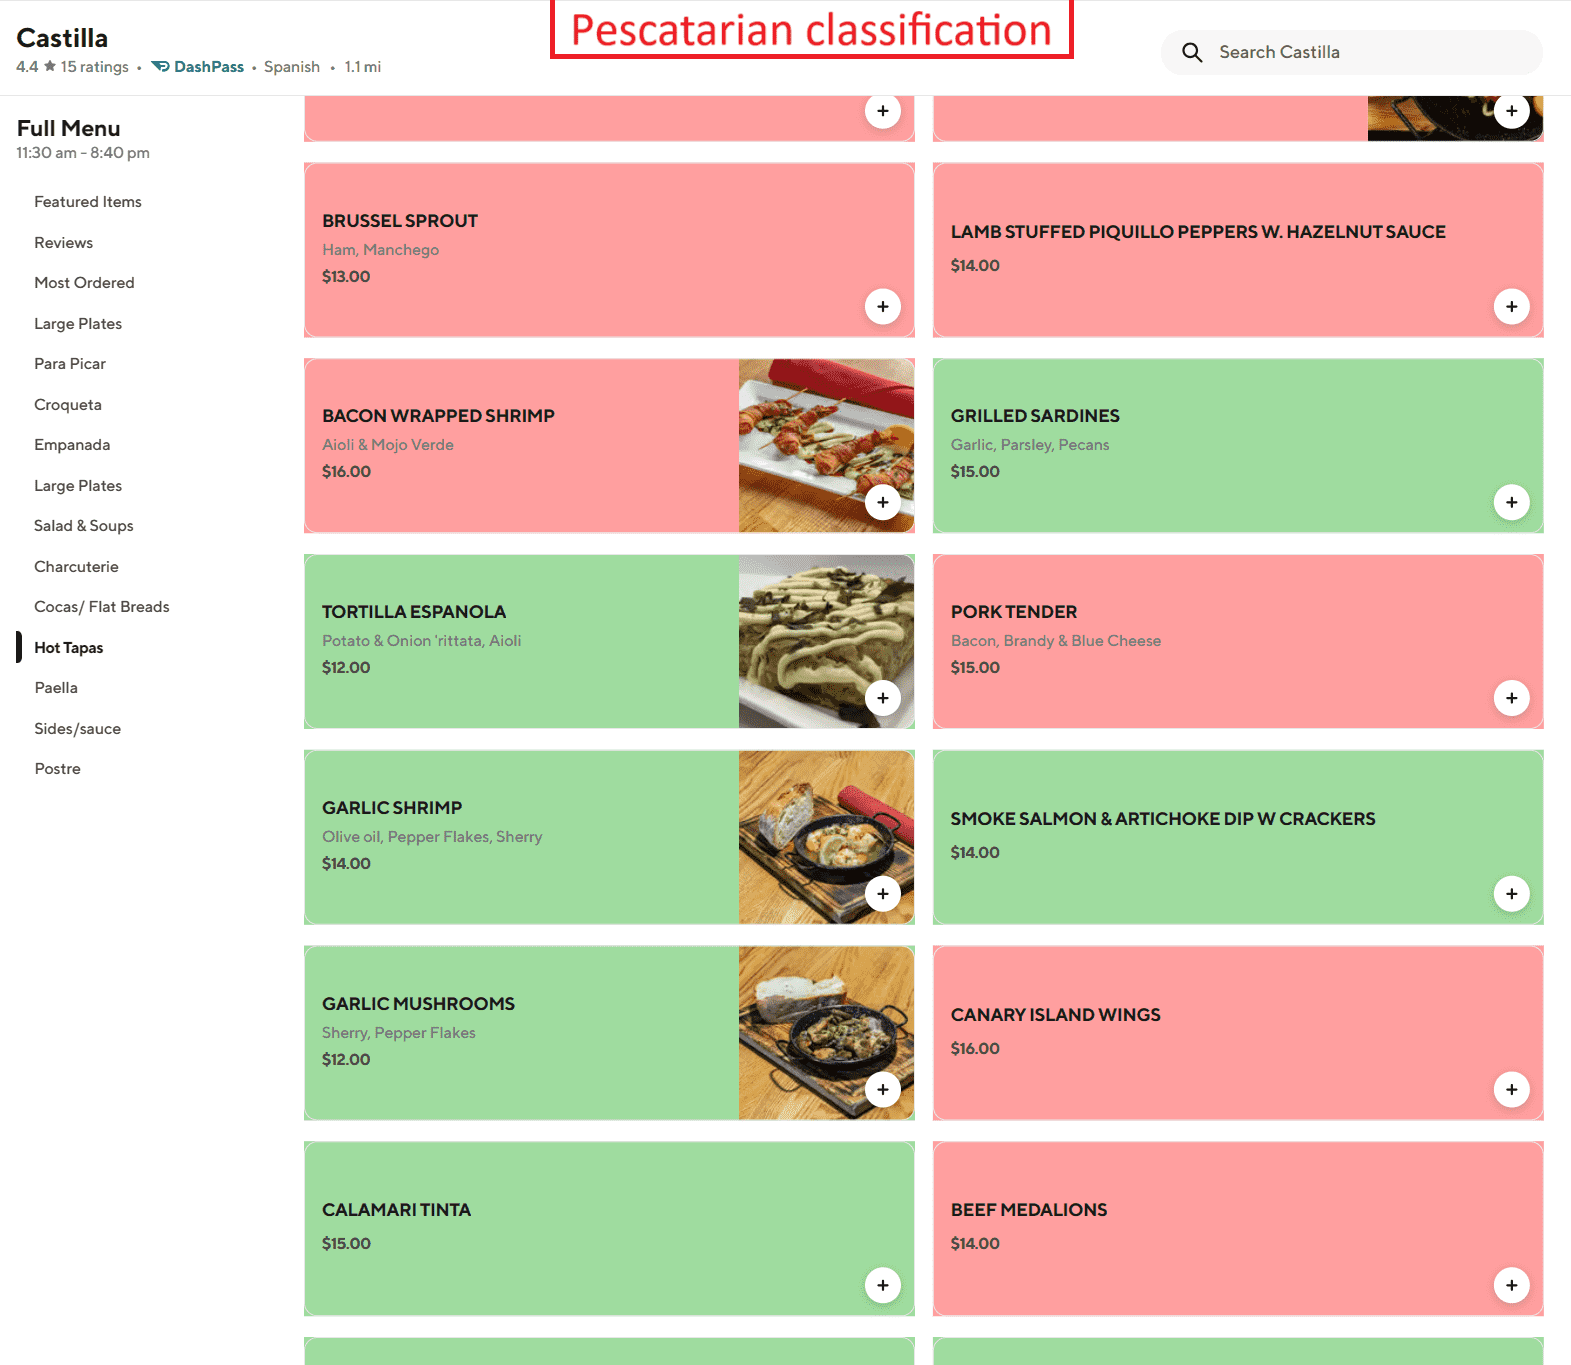 Pescatarian classification
Castilla
4.4 ★ 15 ratings • DashPass • Spanish • 1.1 mi
Search Castilla
Full Menu
11:30 am - 8:40 pm
Featured Items
Reviews
Most Ordered
Large Plates
Para Picar
Croqueta
Empanada
Large Plates
Salad & Soups
Charcuterie
Cocas/ Flat Breads
Hot Tapas
Paella
Sides/sauce
Postre
BRUSSEL SPROUT
Ham, Manchego
$13.00
LAMB STUFFED PIQUILLO PEPPERS W. HAZELNUT SAUCE
$14.00
BACON WRAPPED SHRIMP
Aioli & Mojo Verde
$16.00
GRILLED SARDINES
Garlic, Parsley, Pecans
$15.00
TORTILLA ESPANOLA
Potato & Onion 'rittata, Aioli
$12.00
PORK TENDER
Bacon, Brandy & Blue Cheese
$15.00
GARLIC SHRIMP
Olive oil, Pepper Flakes, Sherry
$14.00
SMOKE SALMON & ARTICHOKE DIP W CRACKERS
$14.00
GARLIC MUSHROOMS
Sherry, Pepper Flakes
$12.00
CANARY ISLAND WINGS
$16.00
CALAMARI TINTA
$15.00
BEEF MEDALIONS
$14.00